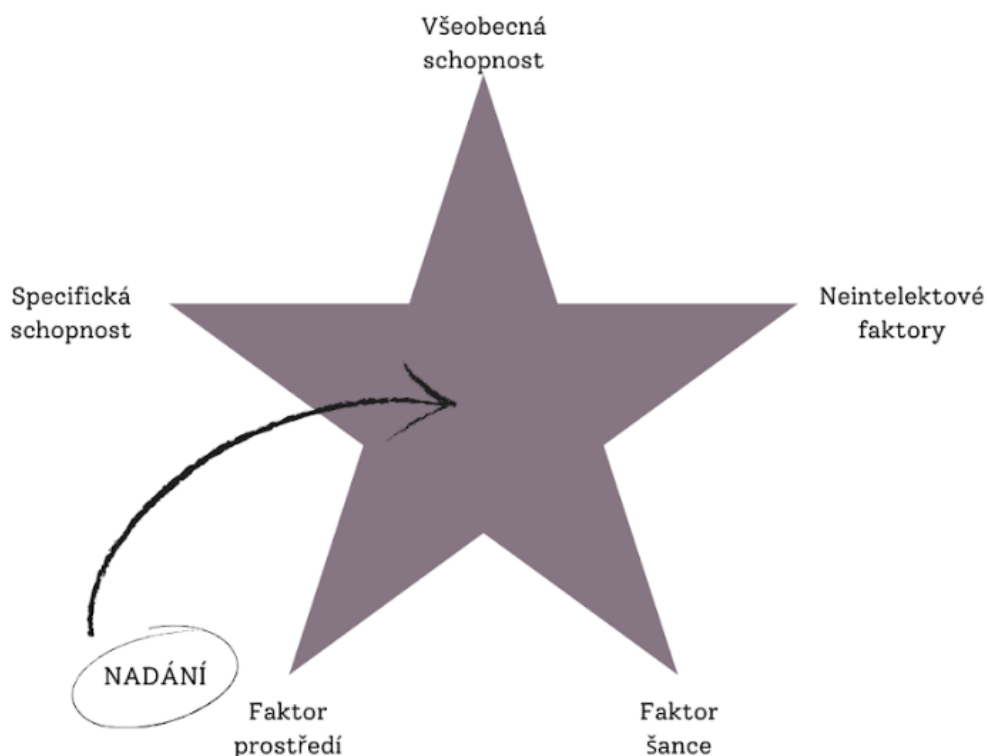 Všeobecná
schopnost
Specifická
schopnost
Neintelektové
faktory
NADÁNÍ
Faktor
prostředí
Faktor
šance